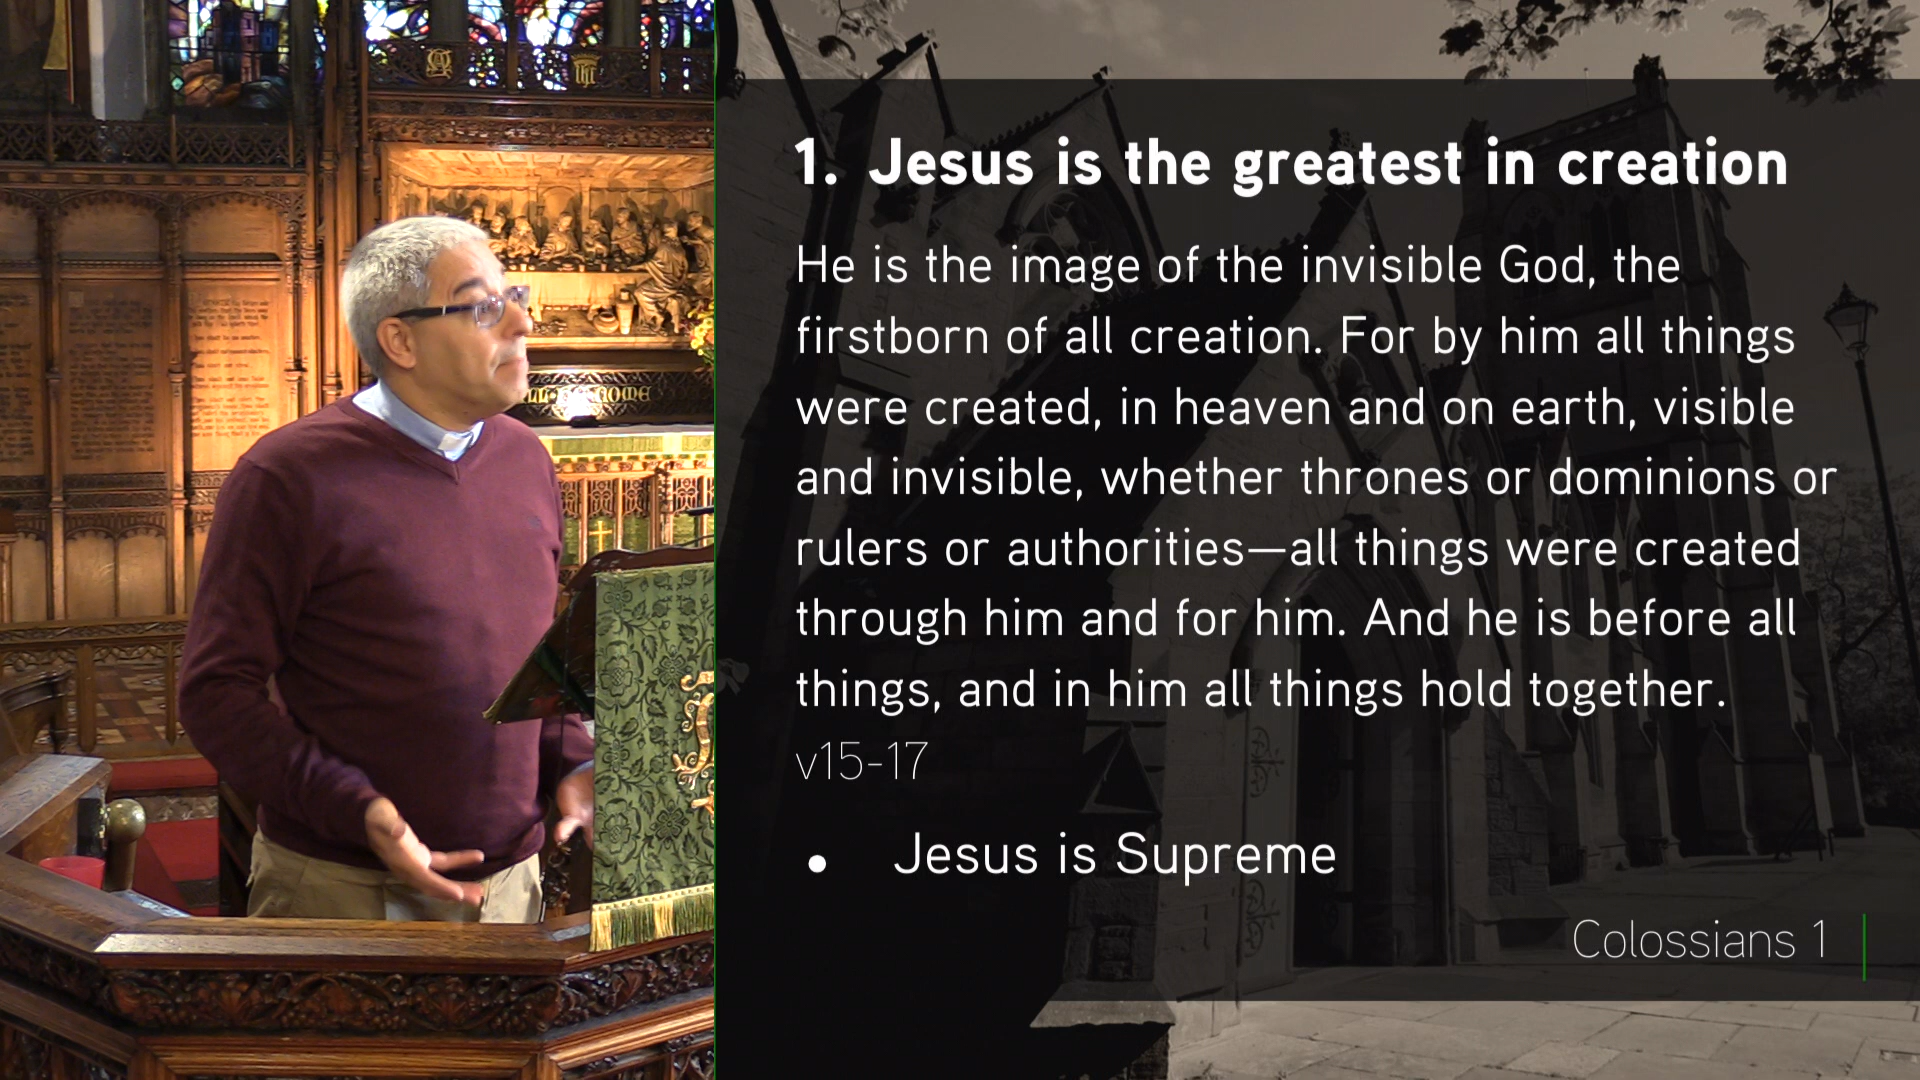 1. Jesus is the greatest in creation
He is the image of the invisible God, the
firstborn of all creation. For by him all things
were created, in heaven and on earth, visible
and invisible, whether thrones or dominions or
rulers or authorities—all things were created
through him and for him. And he is before all
things, and in him all things hold together.
v15-17
• Jesus is Supreme
Colossians 1